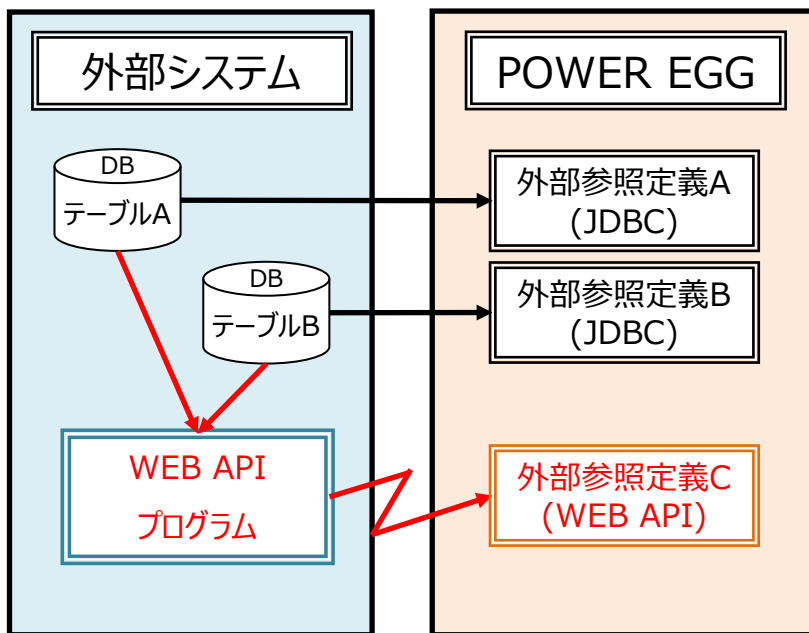 外部システム
POWER EGG
DB
テーブルA
外部参照定義A
(JDBC)
DB
テーブルB
外部参照定義B
(JDBC)
WEB API
プログラム
外部参照定義C
(WEB API)